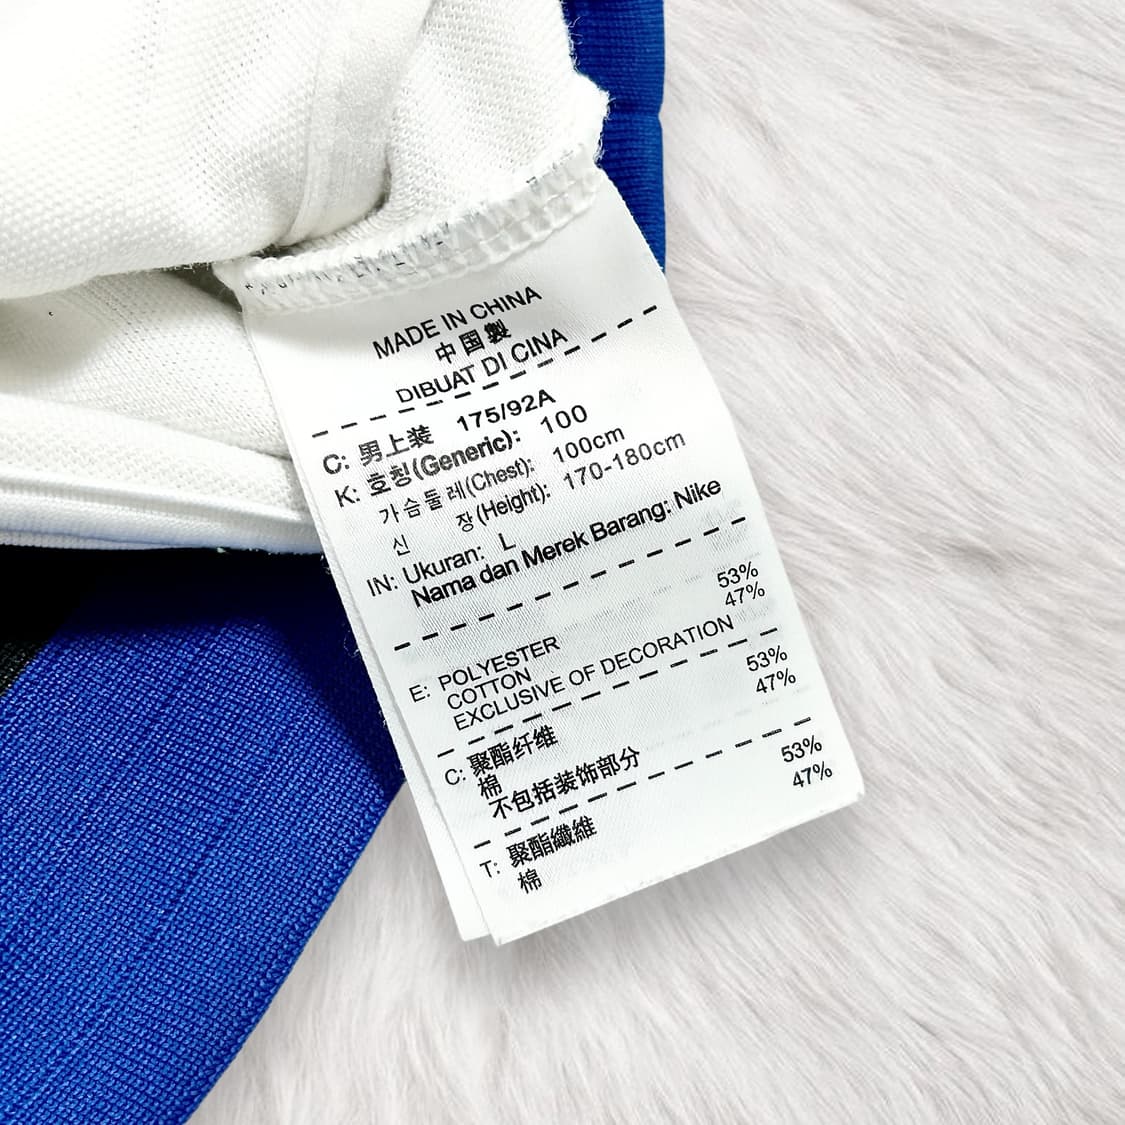 MADE IN CHINA
中国製
DIBUAT DI CINA
C: 男上装 175/92A
K: 호칭(Generic): 100
가슴둘레(Chest): 100cm
신 장(Height): 170-180cm
IN: Ukuran: L
Nama dan Merek Barang: Nike
E: POLYESTER 53%
COTTON 47%
EXCLUSIVE OF DECORATION
C: 聚酯纤维 53%
棉 47%
不包括装饰部分
T: 聚酯纖維 53%
棉 47%